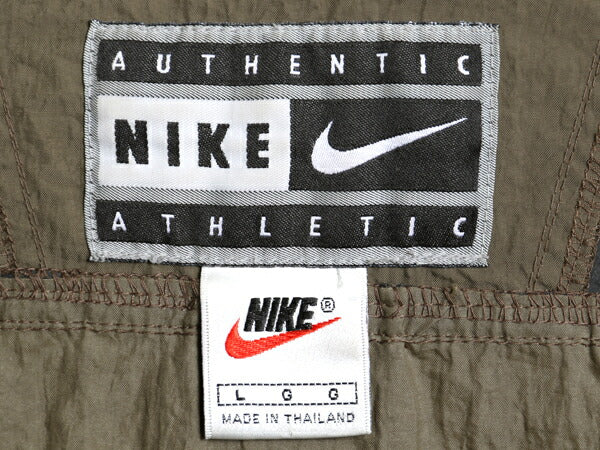 AUTHENTIC
NIKE
ATHLETIC
NIKE®
L G G
MADE IN THAILAND